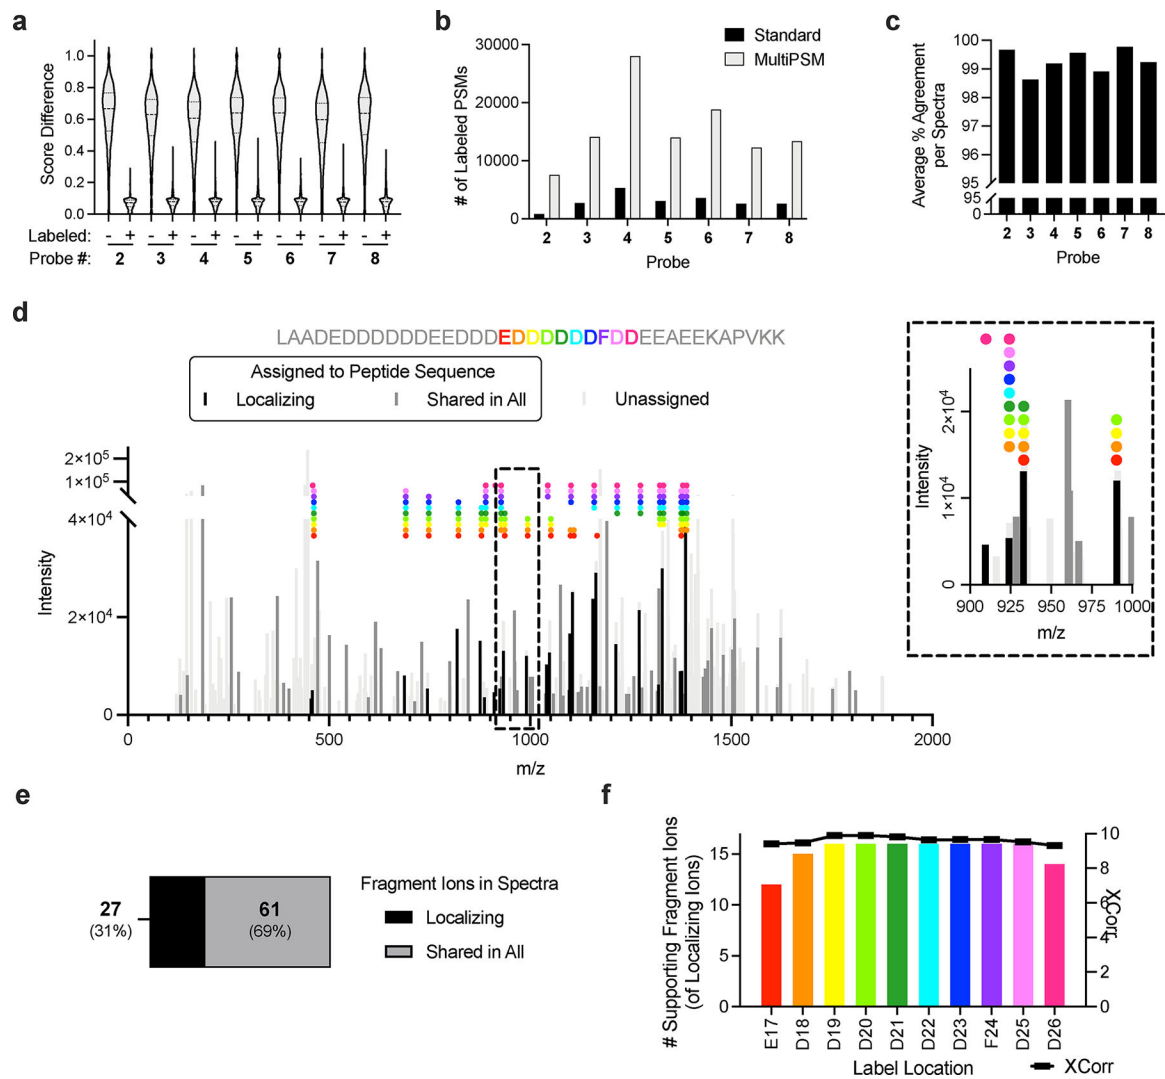 a
1.0
0.8
0.6
0.4
0.2
0.0
Score Difference
Labeled: - + - + - + - + - + - + - +
Probe #: 2 3 4 5 6 7 8
b
Standard
MultiPSM
30000
20000
10000
0
# of Labeled PSMs
2 3 4 5 6 7 8
Probe
c
100
99
98
97
96
95
95
0
Average % Agreement
per Spectra
2 3 4 5 6 7 8
Probe
d
LAADEDDDDDDEEDDDEDDDDDDFDDEEAEEKAPVKK
Assigned to Peptide Sequence
Localizing
Shared in All
Unassigned
2×10⁵
1×10⁵
4×10⁴
2×10⁴
0
Intensity
0 500 1000 1500 2000
m/z
2×10⁴
1×10⁴
0
Intensity
900 925 950 975 1000
m/z
e
27
(31%)
61
(69%)
Fragment Ions in Spectra
Localizing
Shared in All
f
# Supporting Fragment Ions
(of Localizing Ions)
15
10
5
0
10
8
6
4
2
0
XCorr
E17 D18 D19 D20 D21 D22 D23 F24 D25 D26
Label Location
XCorr